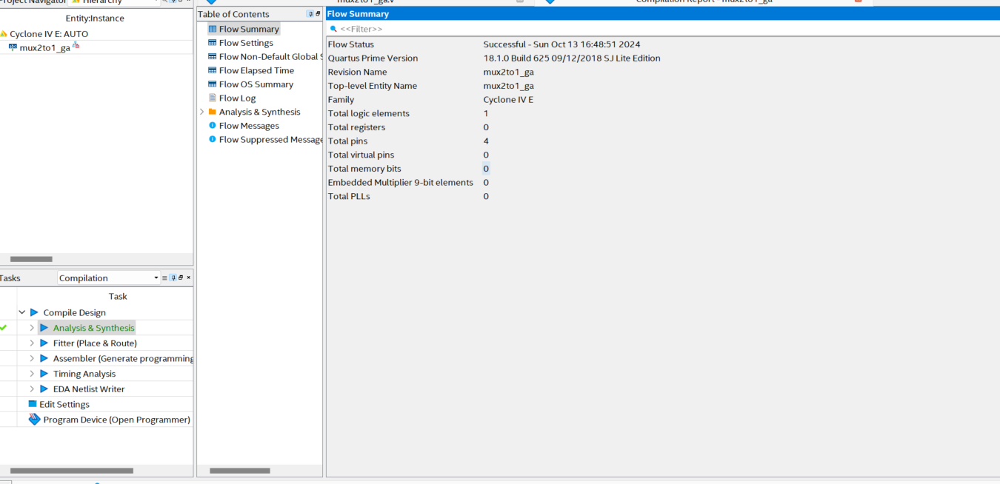 Project Navigator Hierarchy
Entity:Instance
Cyclone IV E: AUTO
mux2to1_ga
Tasks Compilation
Task
Compile Design
Analysis & Synthesis
Fitter (Place & Route)
Assembler (Generate programming
Timing Analysis
EDA Netlist Writer
Edit Settings
Program Device (Open Programmer)
mux2to1_ga.v
Compilation Report - mux2to1_ga
Table of Contents
Flow Summary
Flow Settings
Flow Non-Default Global S
Flow Elapsed Time
Flow OS Summary
Flow Log
Analysis & Synthesis
Flow Messages
Flow Suppressed Message
Flow Summary
<<Filter>>
Flow Status Successful - Sun Oct 13 16:48:51 2024
Quartus Prime Version 18.1.0 Build 625 09/12/2018 SJ Lite Edition
Revision Name mux2to1_ga
Top-level Entity Name mux2to1_ga
Family Cyclone IV E
Total logic elements 1
Total registers 0
Total pins 4
Total virtual pins 0
Total memory bits 0
Embedded Multiplier 9-bit elements 0
Total PLLs 0